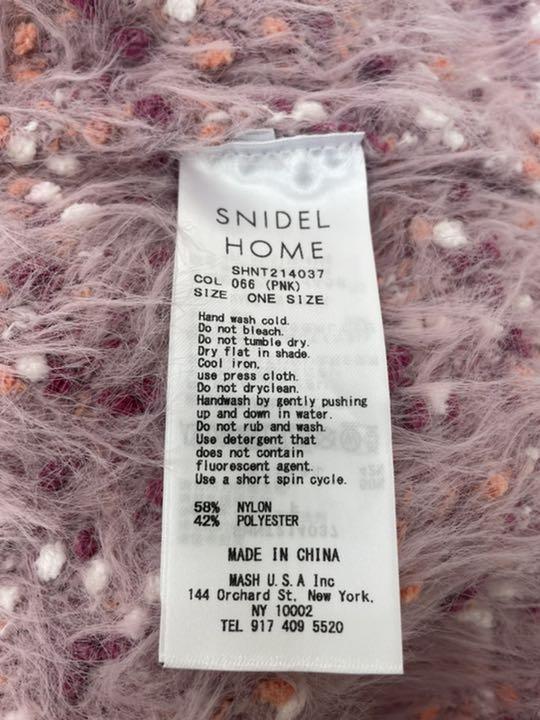 SNIDEL
HOME
SHNT214037
COL 066 (PNK)
SIZE ONE SIZE
Hand wash cold.
Do not bleach.
Do not tumble dry.
Dry flat in shade.
Cool iron,
use press cloth.
Do not dryclean.
Handwash by gently pushing
up and down in water.
Do not rub and wash.
Use detergent that
does not contain
fluorescent agent.
Use a short spin cycle.
58% NYLON
42% POLYESTER
MADE IN CHINA
MASH U.S.A Inc
144 Orchard St. New York.
NY 10002
TEL 917 409 5520